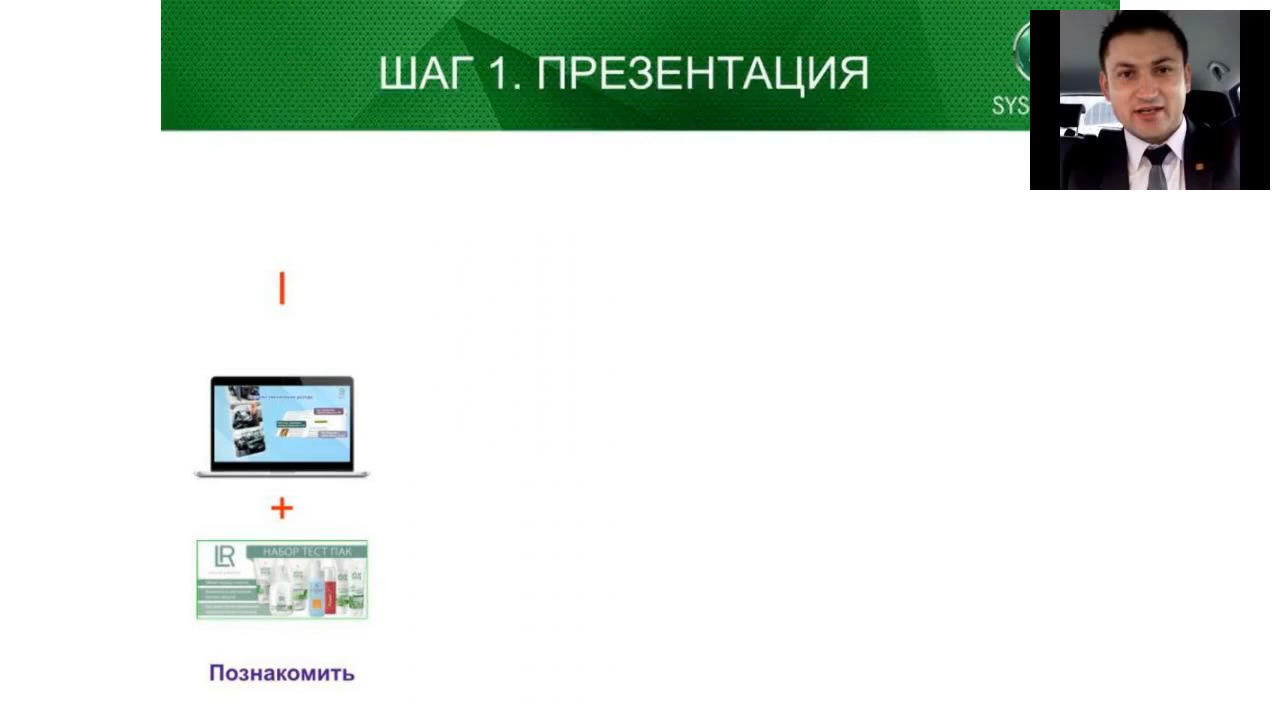 ШАГ 1. ПРЕЗЕНТАЦИЯ
SYS
I
+
LR
НАБОР ТЕСТ ПАК
Познакомить